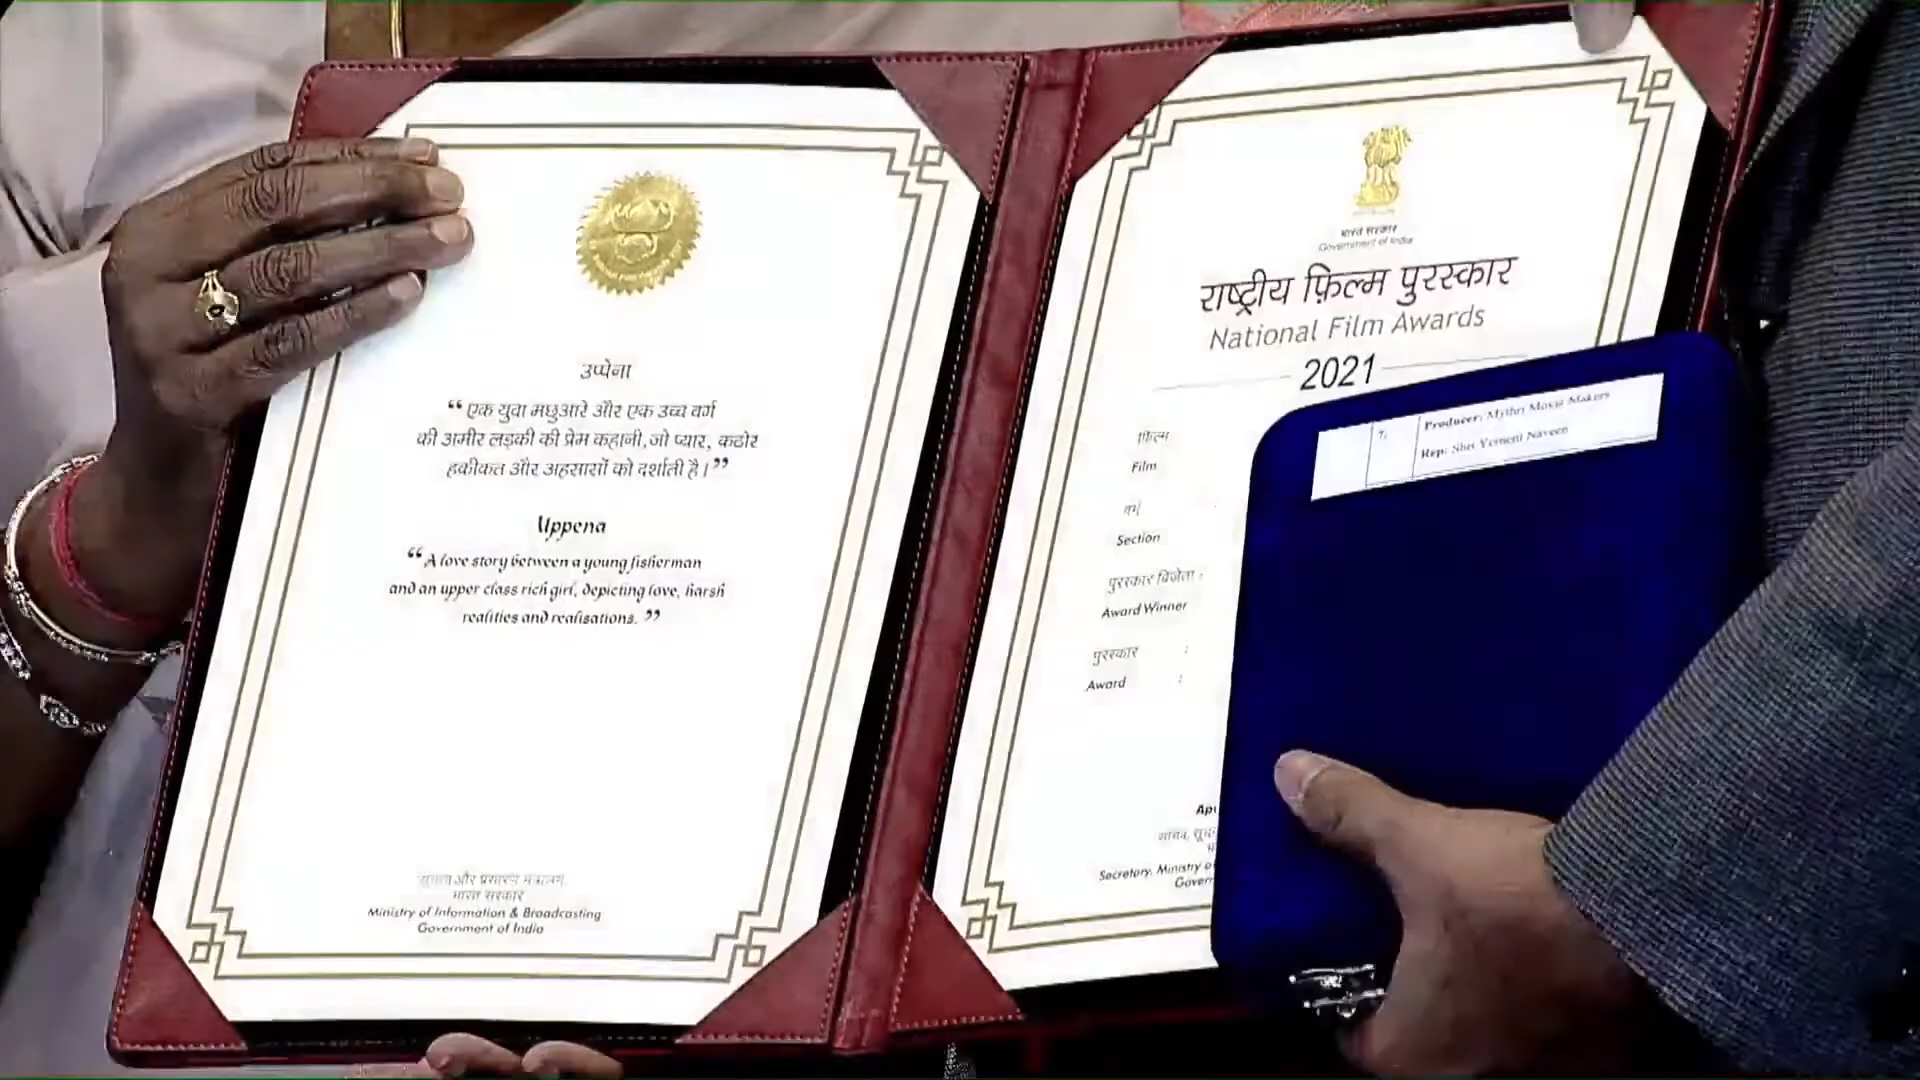 उप्पेना
“ एक युवा मछुआरे और एक उच्च वर्ग
की अमीर लड़की की प्रेम कहानी, जो प्यार, कठोर
हकीकत और अहसासों को दर्शाती है। ”
Uppena
“ A love story between a young fisherman
and an upper class rich girl, depicting love, harsh
realities and realisations. ”
सूचना और प्रसारण मंत्रालय
भारत सरकार
Ministry of Information & Broadcasting
Government of India
भारत सरकार
Government of India
राष्ट्रीय फ़िल्म पुरस्कार
National Film Awards
2021
फ़िल्म
Film
वर्ग
Section
पुरस्कार विजेता :
Award Winner
पुरस्कार :
Award :
Secretary, Ministry
7. Producer: Mythri Movie Makers
Rep: Shri Yerneni Naveen